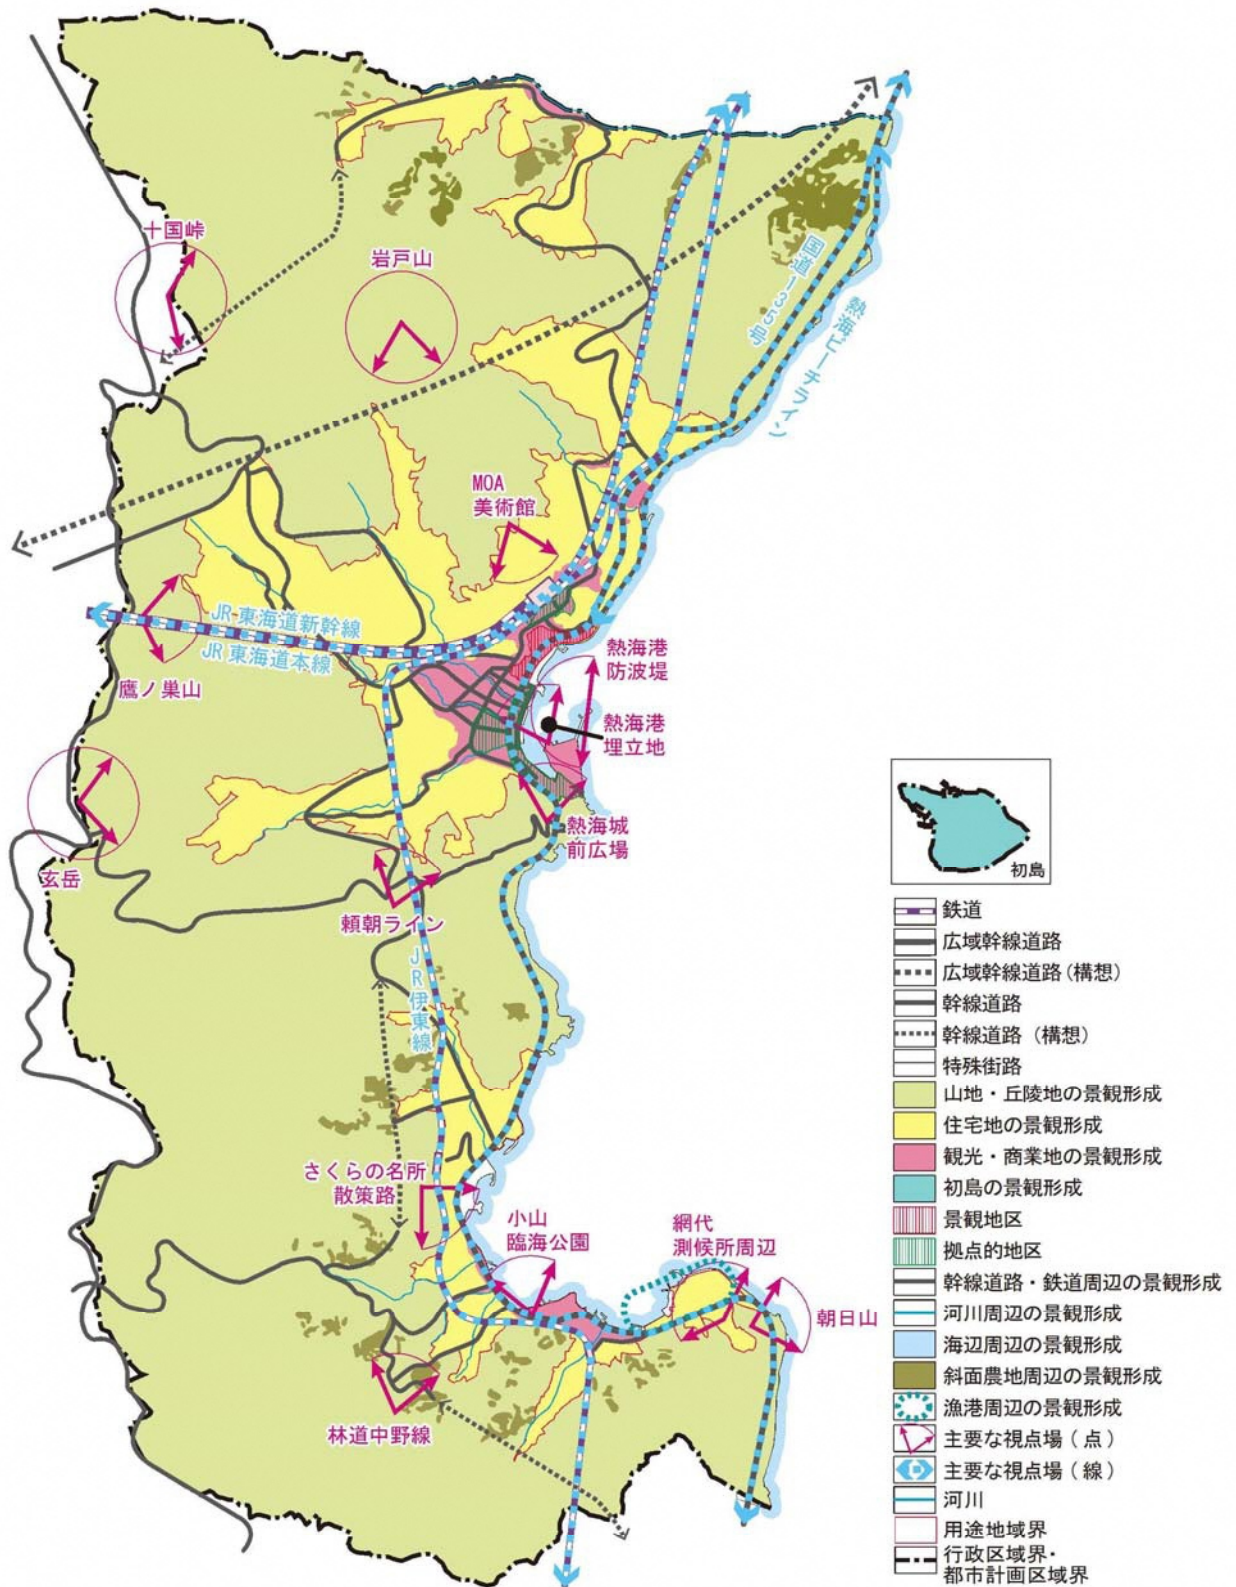 十国峠
岩戸山
国道135号
熱海ビーチライン
MOA
美術館
JR東海道新幹線
JR東海道本線
鷹ノ巣山
熱海港
防波堤
熱海港
埋立地
熱海城
前広場
玄岳
頼朝ライン
JR伊東線
さくらの名所
散策路
小山
臨海公園
網代
測候所周辺
朝日山
林道中野線
初島
鉄道
広域幹線道路
広域幹線道路(構想)
幹線道路
幹線道路(構想)
特殊街路
山地・丘陵地の景観形成
住宅地の景観形成
観光・商業地の景観形成
初島の景観形成
景観地区
拠点的地区
幹線道路・鉄道周辺の景観形成
河川周辺の景観形成
海辺周辺の景観形成
斜面農地周辺の景観形成
漁港周辺の景観形成
主要な視点場(点)
主要な視点場(線)
河川
用途地域界
行政区域界・
都市計画区域界